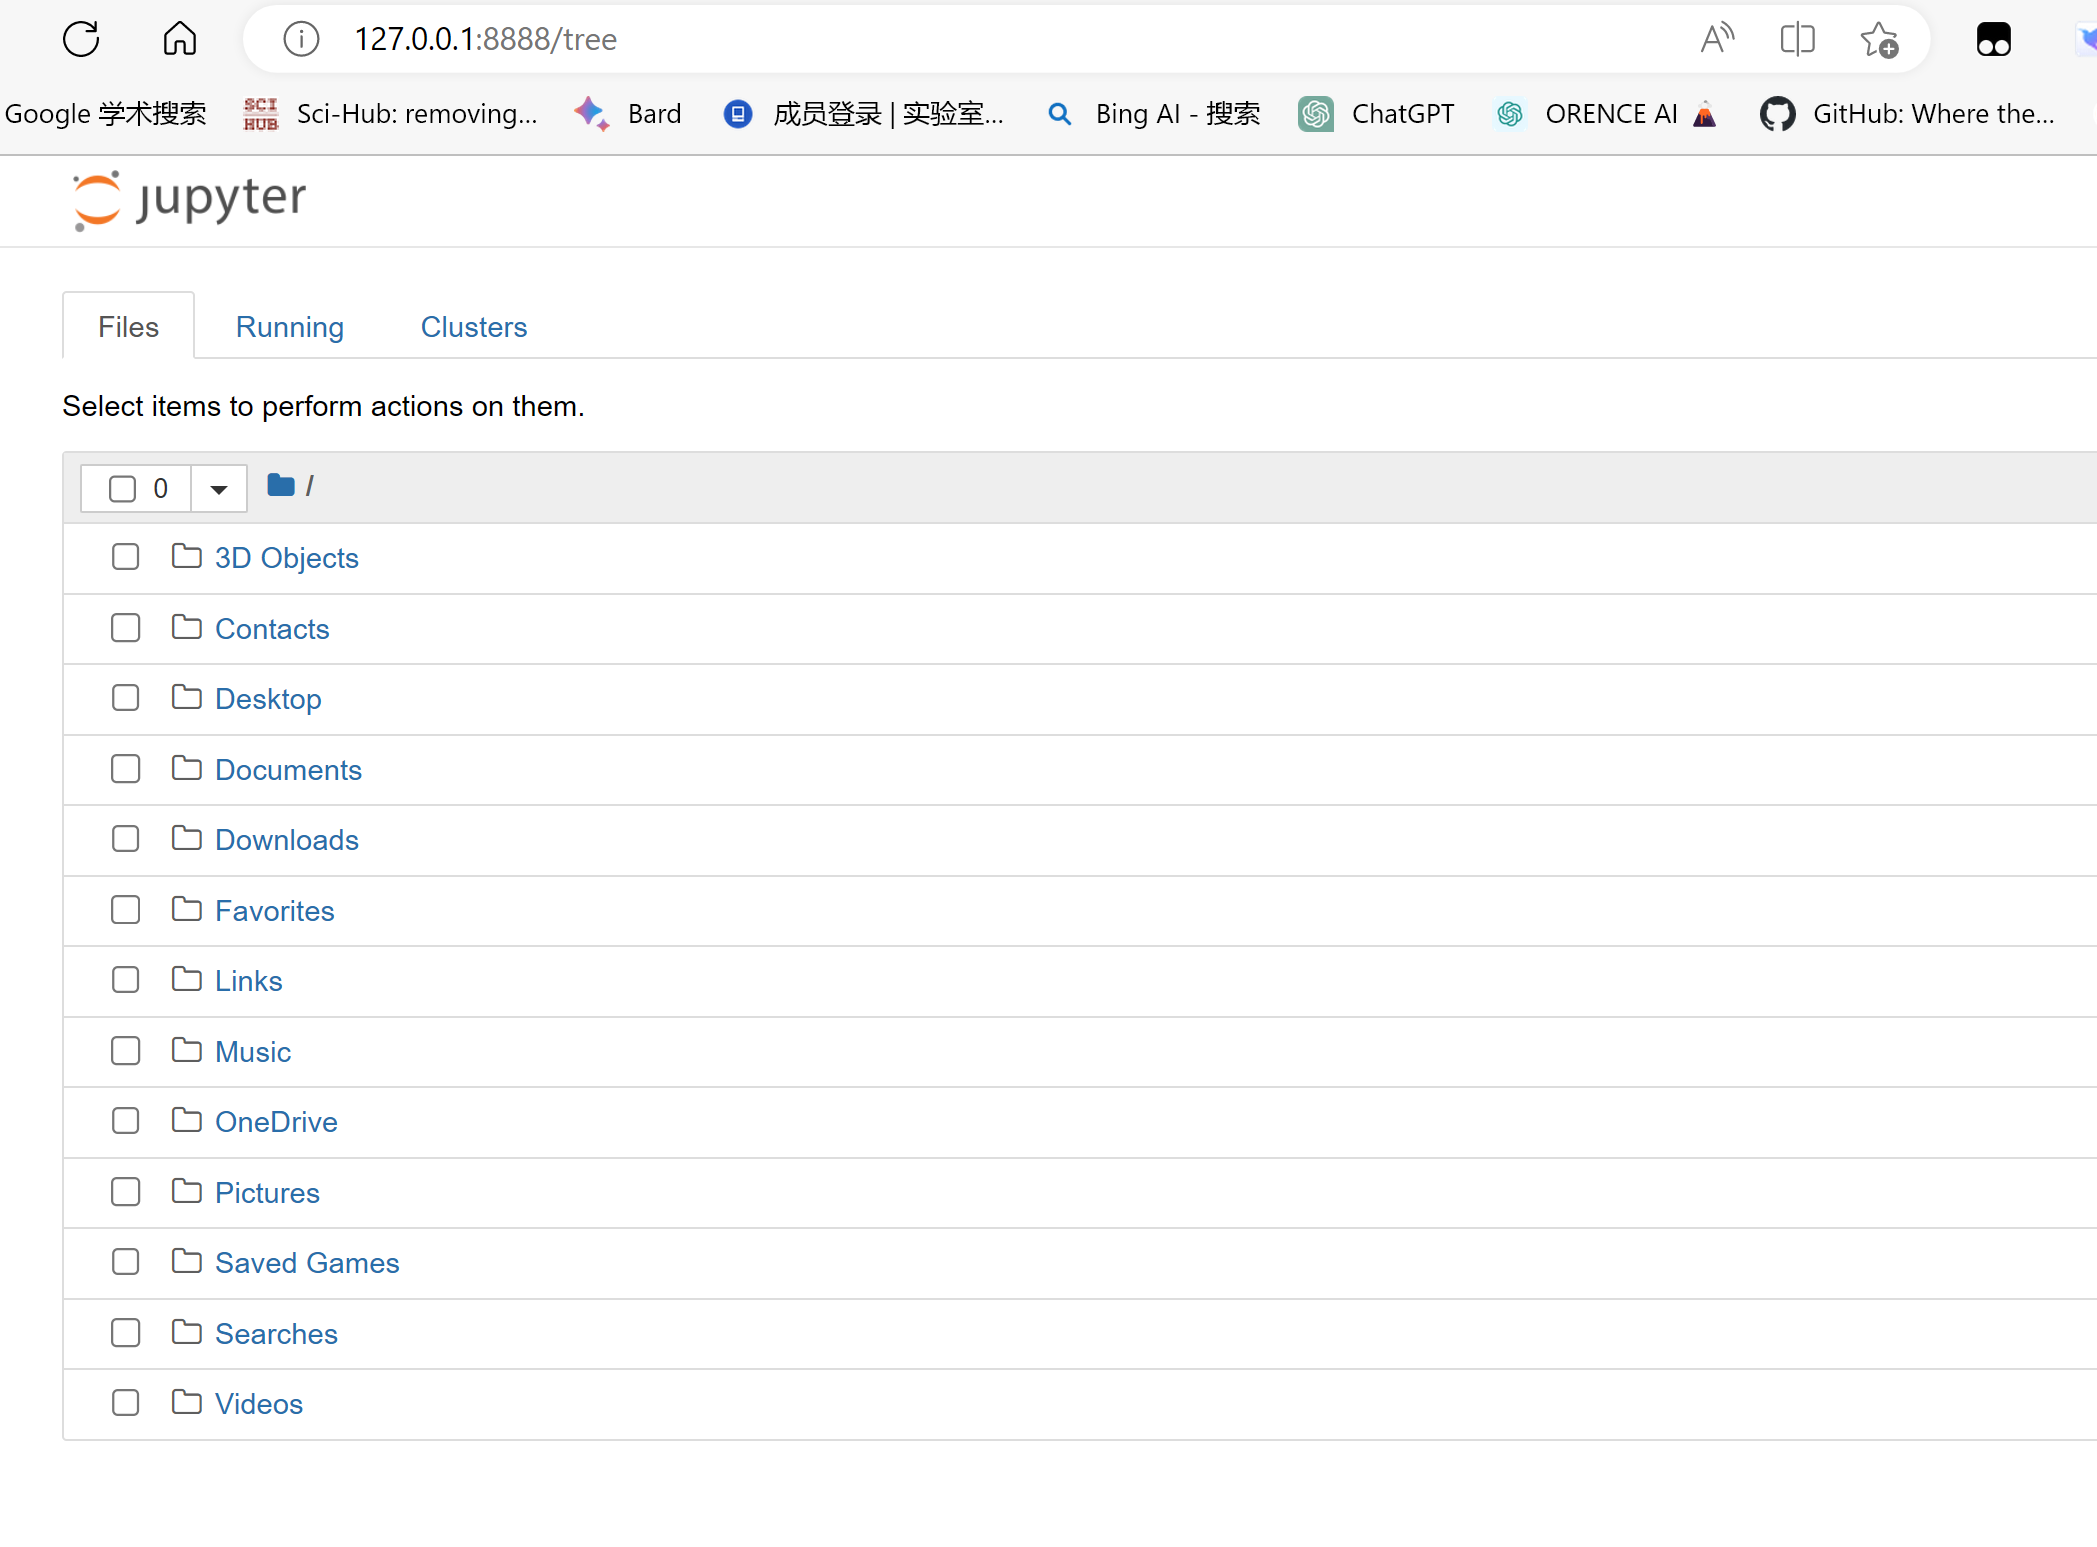 127.0.0.1:8888/tree
Google 学术搜索 SCI HUB Sci-Hub: removing... Bard 成员登录 | 实验室... Bing AI - 搜索 ChatGPT ORENCE AI GitHub: Where the...
jupyter
Files Running Clusters
Select items to perform actions on them.
0 /
3D Objects
Contacts
Desktop
Documents
Downloads
Favorites
Links
Music
OneDrive
Pictures
Saved Games
Searches
Videos